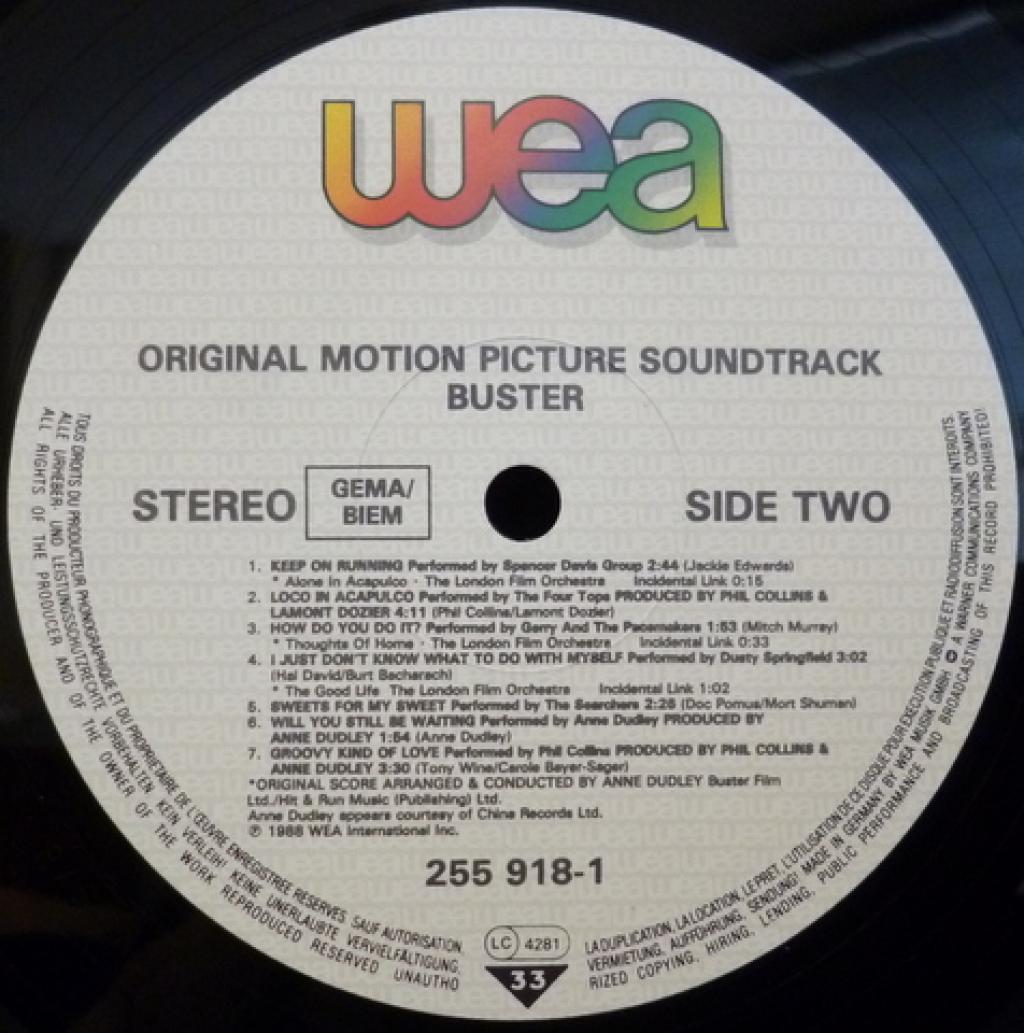 wea
ORIGINAL MOTION PICTURE SOUNDTRACK
BUSTER
STEREO
GEMA/
BIEM
SIDE TWO
1. KEEP ON RUNNING Performed by Spencer Davis Group 2:44 (Jackie Edwards)
* Alone In Acapulco - The London Film Orchestra Incidental Link 0:15
2. LOCO IN ACAPULCO Performed by The Four Tops PRODUCED BY PHIL COLLINS &
LAMONT DOZIER 4:11 (Phil Collins/Lamont Dozier)
3. HOW DO YOU DO IT? Performed by Gerry And The Pacemakers 1:53 (Mitch Murray)
* Thoughts Of Home - The London Film Orchestra Incidental Link 0:33
4. I JUST DON'T KNOW WHAT TO DO WITH MYSELF Performed by Dusty Springfield 3:02
(Hal David/Burt Bacharach)
* The Good Life The London Film Orchestra Incidental Link 1:02
5. SWEETS FOR MY SWEET Performed by The Searchers 2:25 (Doc Pomus/Mort Shuman)
6. WILL YOU STILL BE WAITING Performed by Anne Dudley PRODUCED BY
ANNE DUDLEY 1:54 (Anne Dudley)
7. GROOVY KIND OF LOVE Performed by Phil Collins PRODUCED BY PHIL COLLINS &
ANNE DUDLEY 3:30 (Tony Wine/Carole Bayer-Sager)
*ORIGINAL SCORE ARRANGED & CONDUCTED BY ANNE DUDLEY Buster Film
Ltd./Hit & Run Music (Publishing) Ltd.
Anne Dudley appears courtesy of China Records Ltd.
℗ 1988 WEA International Inc.
255 918-1
LC 4281
33
TOUS DROITS DU PRODUCTEUR PHONOGRAPHIQUE ET DU PROPRIETAIRE DE L'ŒUVRE ENREGISTREE RESERVES. SAUF AUTORISATION,
LA DUPLICATION, LA LOCATION, LE PRET, L'UTILISATION DE CE DISQUE POUR EXECUTION PUBLIQUE ET RADIODIFFUSION SONT INTERDITS.
ALLE URHEBER- UND LEISTUNGSSCHUTZRECHTE VORBEHALTEN. KEIN VERLEIH! KEINE UNERLAUBTE VERVIELFÄLTIGUNG,
VERMIETUNG, AUFFÜHRUNG, SENDUNG! MADE IN GERMANY BY WEA MUSIK GMBH A WARNER COMMUNICATIONS COMPANY
ALL RIGHTS OF THE PRODUCER AND OF THE OWNER OF THE WORK REPRODUCED RESERVED UNAUTHO
RIZED COPYING, HIRING, LENDING, PUBLIC PERFORMANCE AND BROADCASTING OF THIS RECORD PROHIBITED!